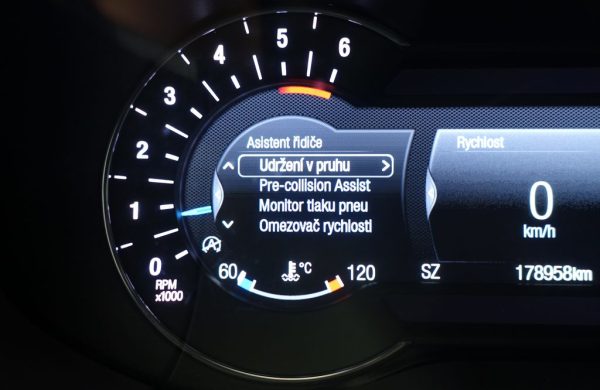 6
5
4
3
2
1
0
RPM
x1000
Asistent řidiče
Udržení v pruhu >
Pre-collision Assist
Monitor tlaku pneu
Omezovač rychlosti
60 °C 120
Rychlost
0
km/h
SZ 178958km